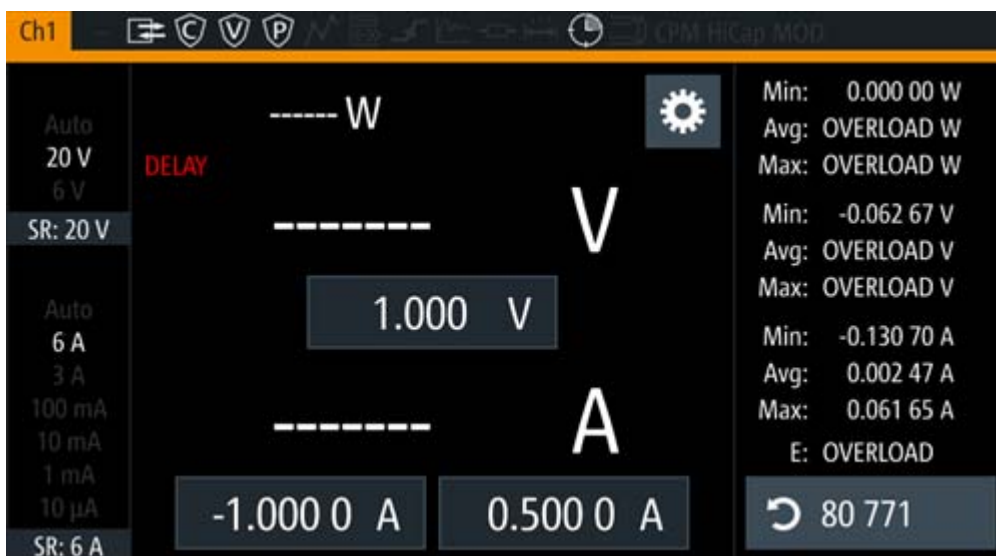 Ch1 C V P CPM HiCap MOD
Auto
20 V
6 V
SR: 20 V
Auto
6 A
3 A
100 mA
10 mA
1 mA
10 µA
SR: 6 A
------ W
DELAY
------- V
1.000 V
------- A
-1.000 0 A
0.500 0 A
Min: 0.000 00 W
Avg: OVERLOAD W
Max: OVERLOAD W
Min: -0.062 67 V
Avg: OVERLOAD V
Max: OVERLOAD V
Min: -0.130 70 A
Avg: 0.002 47 A
Max: 0.061 65 A
E: OVERLOAD
80 771